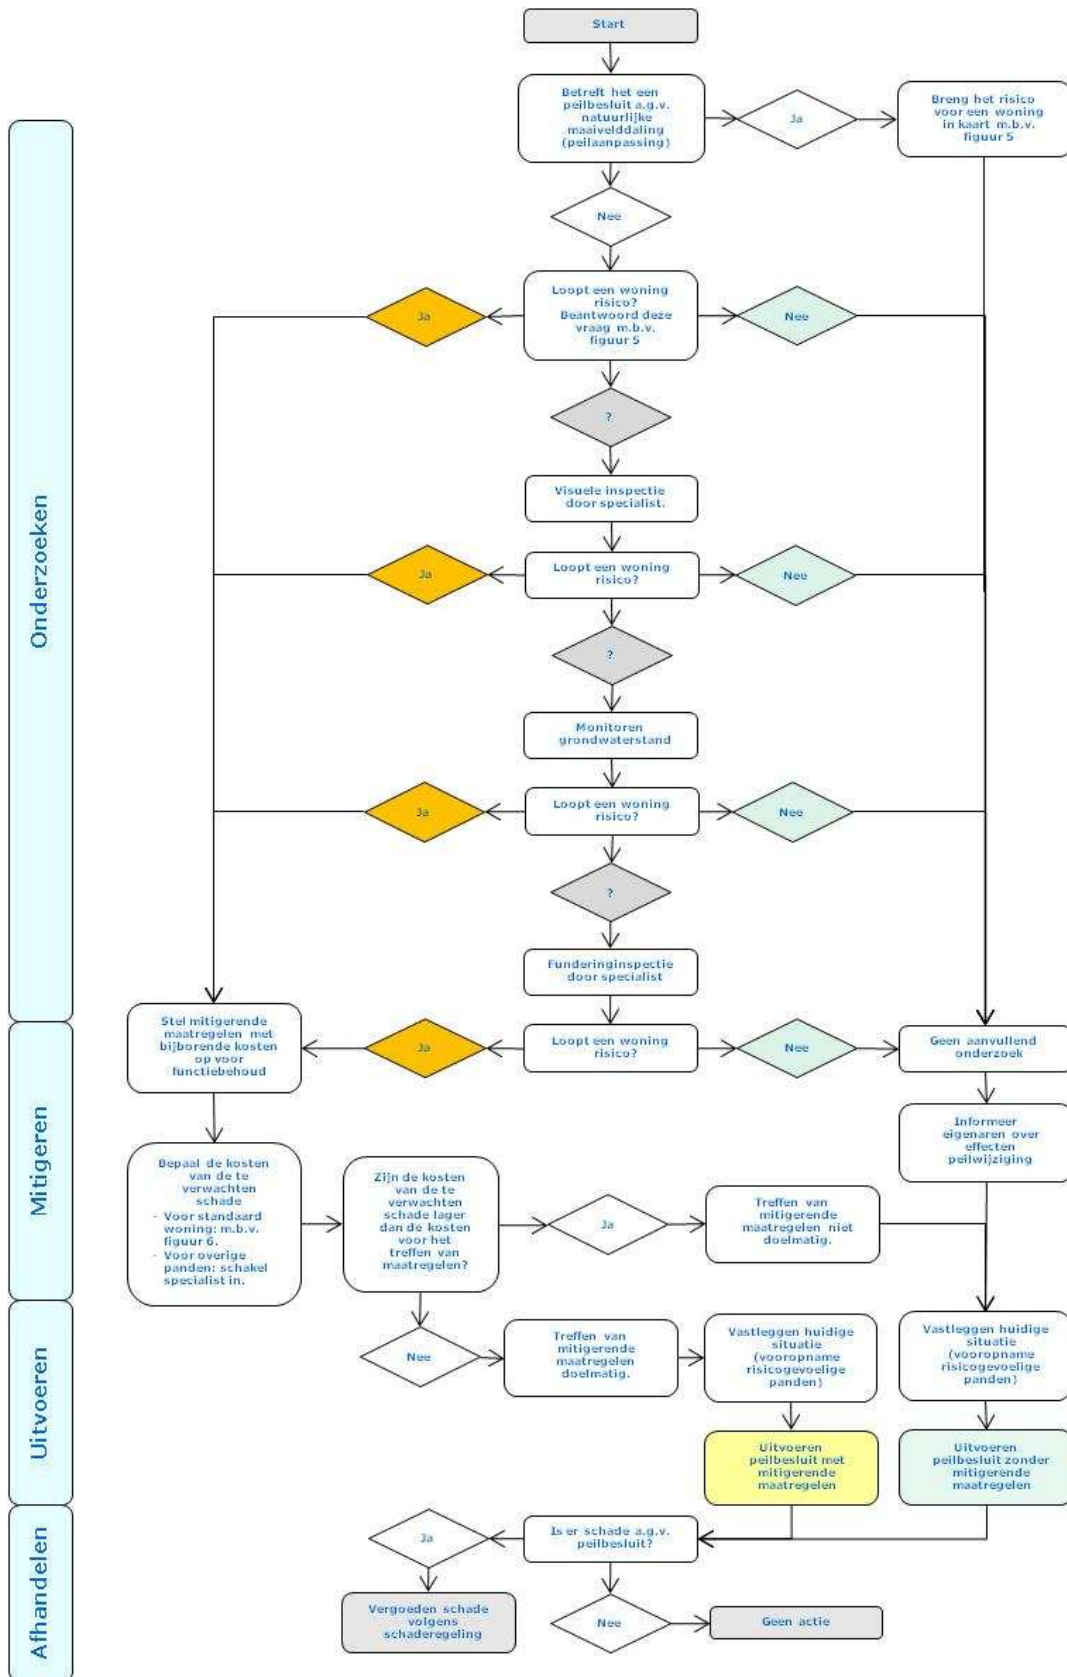 Start
Betreft het een
peilbesluit a.g.v.
natuurlijke
maaivelddaling
(peilaanpassing)
Ja
Breng het risico
voor een woning
in kaart m.b.v.
figuur 5
Nee
Onderzoeken
Ja
Loopt een woning
risico?
Beantwoord deze
vraag m.b.v.
figuur 5
Nee
?
Visuele inspectie
door specialist.
Ja
Loopt een woning
risico?
Nee
?
Monitoren
grondwaterstand
Ja
Loopt een woning
risico?
Nee
?
Funderinginspectie
door specialist
Mitigeren
Stel mitigerende
maatregelen met
bijborende kosten
op voor
functiebehoud
Ja
Loopt een woning
risico?
Nee
Geen aanvullend
onderzoek
Informeer
eigenaren over
effecten
peilwijziging
Bepaal de kosten
van de te
verwachten
schade
- Voor standaard
woning: m.b.v.
figuur 6.
- Voor overige
panden: schakel
specialist in.
Zijn de kosten
van de te
verwachten
schade lager
dan de kosten
voor het
treffen van
maatregelen?
Ja
Treffen van
mitigerende
maatregelen niet
doelmatig.
Uitvoeren
Nee
Treffen van
mitigerende
maatregelen
doelmatig.
Vastleggen huidige
situatie
(vooropname
risicogevoelige
panden)
Vastleggen huidige
situatie
(vooropname
risicogevoelige
panden)
Uitvoeren
peilbesluit met
mitigerende
maatregelen
Uitvoeren
peilbesluit zonder
mitigerende
maatregelen
Afhandelen
Ja
Is er schade a.g.v.
peilbesluit?
Vergoeden schade
volgens
schaderegeling
Nee
Geen actie